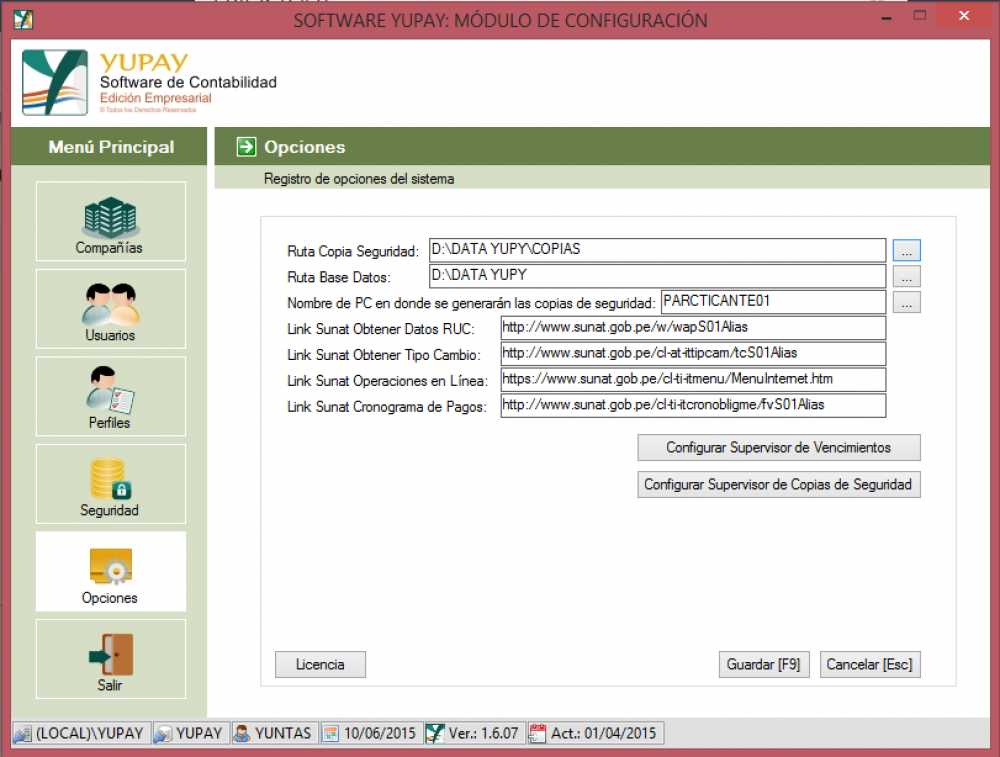 SOFTWARE YUPAY: MÓDULO DE CONFIGURACIÓN
YUPAY
Software de Contabilidad
Edición Empresarial
© Todos los Derechos Reservados
Menú Principal
Opciones
Registro de opciones del sistema
Compañías
Usuarios
Perfiles
Seguridad
Opciones
Salir
Ruta Copia Seguridad: D:\DATA YUPY\COPIAS ...
Ruta Base Datos: D:\DATA YUPY ...
Nombre de PC en donde se generarán las copias de seguridad: PARCTICANTE01 ...
Link Sunat Obtener Datos RUC: http://www.sunat.gob.pe/w/wapS01Alias
Link Sunat Obtener Tipo Cambio: http://www.sunat.gob.pe/cl-at-ittipcam/tcS01Alias
Link Sunat Operaciones en Línea: https://www.sunat.gob.pe/cl-ti-itmenu/MenuInternet.htm
Link Sunat Cronograma de Pagos: http://www.sunat.gob.pe/cl-ti-itcronobligme/fvS01Alias
Configurar Supervisor de Vencimientos
Configurar Supervisor de Copias de Seguridad
Licencia Guardar [F9] Cancelar [Esc]
(LOCAL)\YUPAY YUPAY YUNTAS 10/06/2015 Ver.: 1.6.07 Act.: 01/04/2015